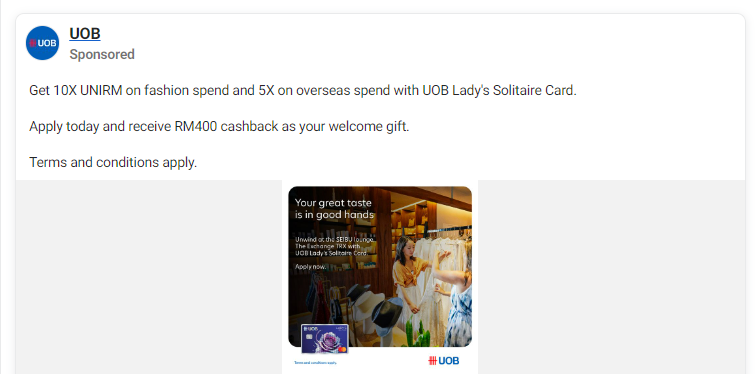 UOB
UOB
Sponsored
Get 10X UNIRM on fashion spend and 5X on overseas spend with UOB Lady's Solitaire Card.
Apply today and receive RM400 cashback as your welcome gift.
Terms and conditions apply.
Your great taste
is in good hands
Unwind at the SEIBU lounge,
The Exchange TRX with
UOB Lady's Solitaire Card.
Apply now.
UOB
Terms and conditions apply.
UOB